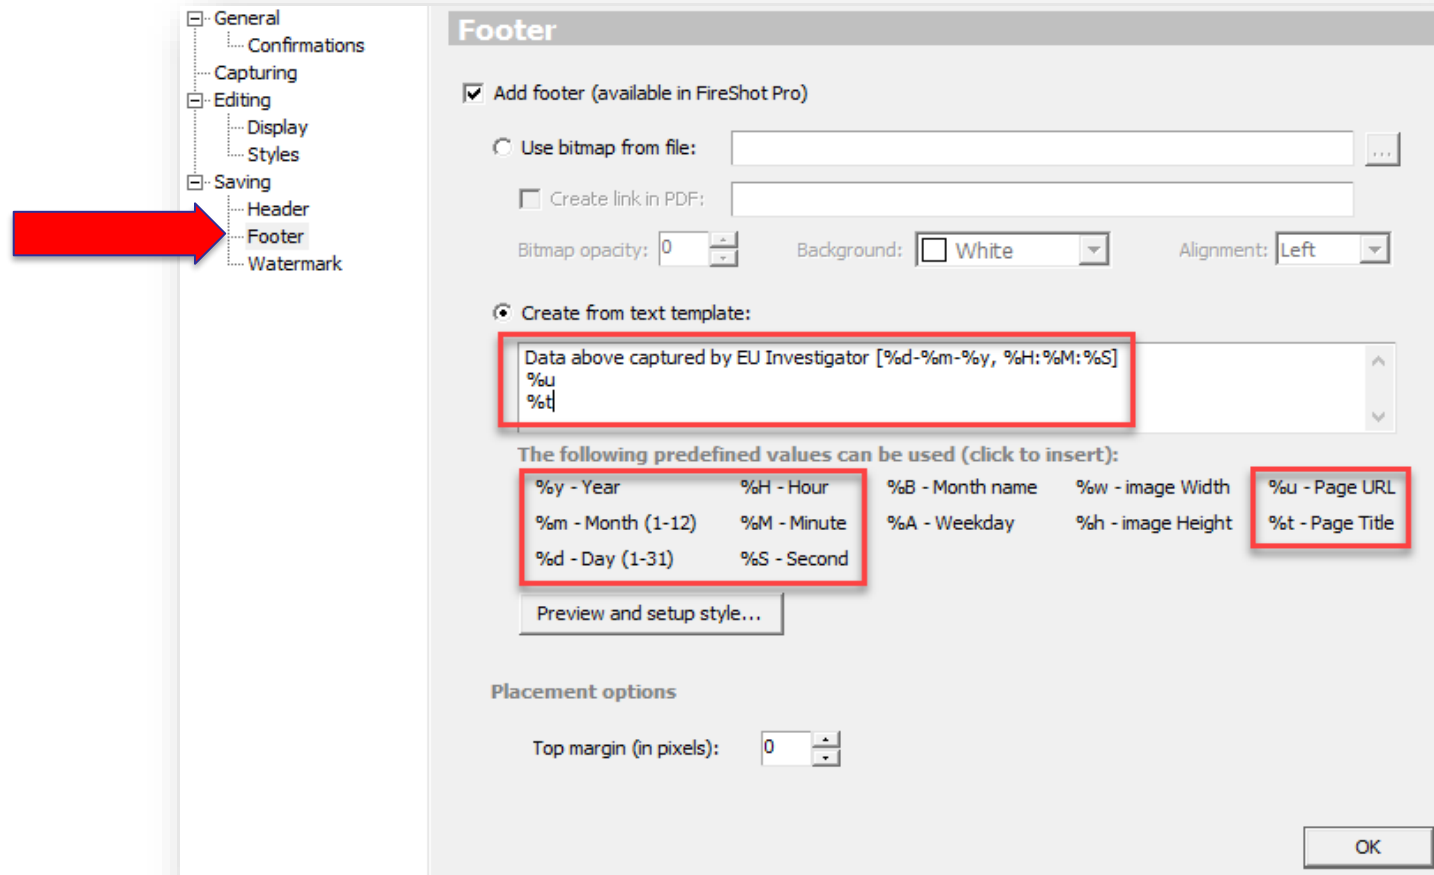 General
Confirmations
Capturing
Editing
Display
Styles
Saving
Header
Footer
Watermark
Footer
Add footer (available in FireShot Pro)
Use bitmap from file:
...
Create link in PDF:
Bitmap opacity: 0 Background: White Alignment: Left
Create from text template:
Data above captured by EU Investigator [%d-%m-%y, %H:%M:%S]
%u
%t
The following predefined values can be used (click to insert):
%y - Year %H - Hour %B - Month name %w - image Width %u - Page URL
%m - Month (1-12) %M - Minute %A - Weekday %h - image Height %t - Page Title
%d - Day (1-31) %S - Second
Preview and setup style...
Placement options
Top margin (in pixels): 0
OK